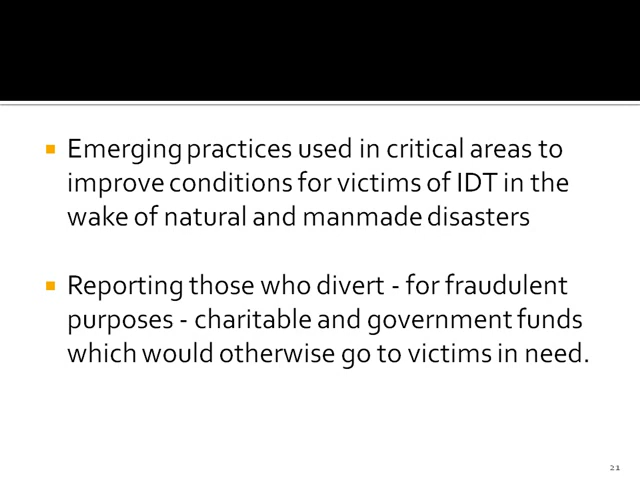 Emerging practices used in critical areas to
improve conditions for victims of IDT in the
wake of natural and manmade disasters
Reporting those who divert - for fraudulent
purposes - charitable and government funds
which would otherwise go to victims in need.
21